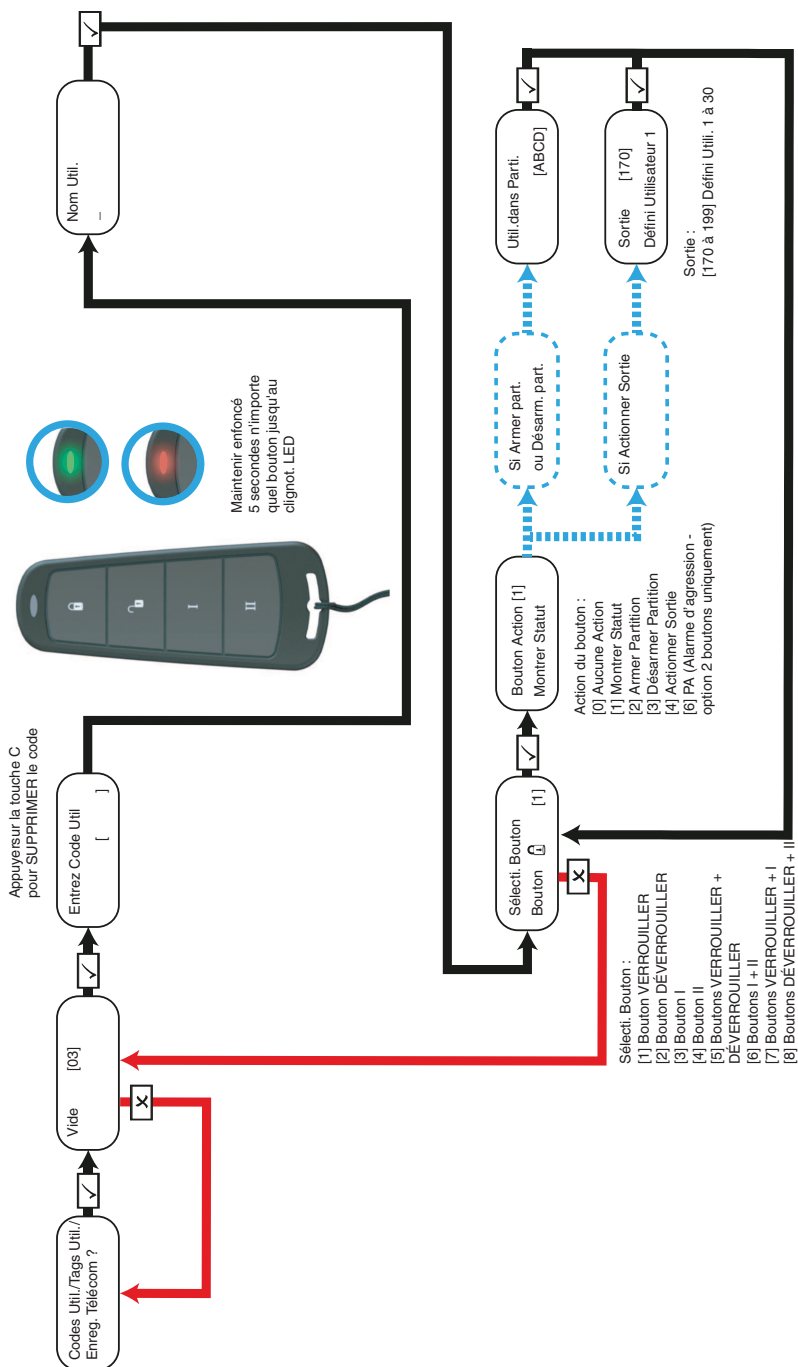 Codes Util./Tags Util./
Enreg. Télécom ?
Vide [03]
Appuyersur la touche C
pour SUPPRIMER le code
Entrez Code Util
[ ]
Maintenir enfoncé
5 secondes n'importe
quel bouton jusqu'au
clignot. LED
I
II
Nom Util.
_
Sélecti. Bouton
Bouton [1]
Sélecti. Bouton :
[1] Bouton VERROUILLER
[2] Bouton DÉVERROUILLER
[3] Bouton I
[4] Bouton II
[5] Boutons VERROUILLER +
DÉVERROUILLER
[6] Boutons I + II
[7] Boutons VERROUILLER + I
[8] Boutons DÉVERROUILLER + II
Bouton Action [1]
Montrer Statut
Action du bouton :
[0] Aucune Action
[1] Montrer Statut
[2] Armer Partition
[3] Désarmer Partition
[4] Actionner Sortie
[6] PA (Alarme d'agression -
option 2 boutons uniquement)
Si Armer part.
ou Désarm. part.
Si Actionner Sortie
Util.dans Parti.
[ABCD]
Sortie [170]
Défini Utilisateur 1
Sortie :
[170 à 199] Défini Utili. 1 à 30